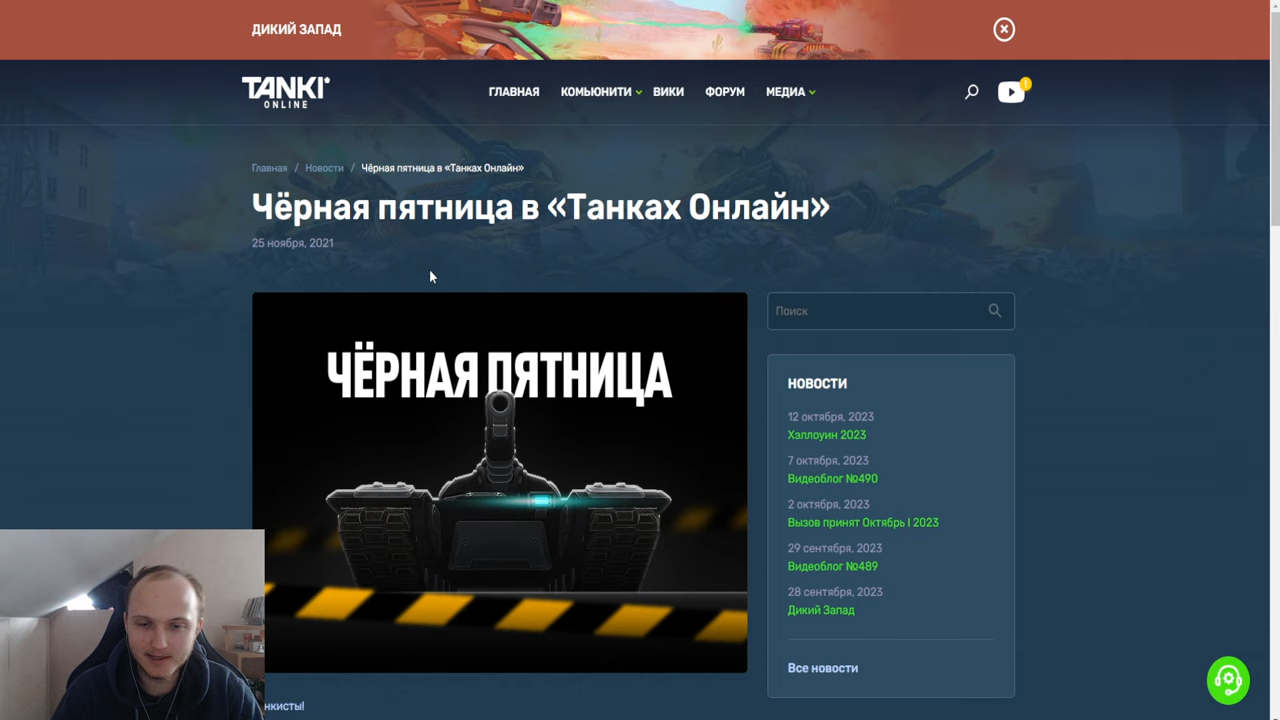 ДИКИЙ ЗАПАД
TANKI
ONLINE
ГЛАВНАЯ КОМЬЮНИТИ ВИКИ ФОРУМ МЕДИА
1
Главная / Новости / Чёрная пятница в «Танках Онлайн»
Чёрная пятница в «Танках Онлайн»
25 ноября, 2021
ЧЁРНАЯ ПЯТНИЦА
нкисты!
Поиск
НОВОСТИ
12 октября, 2023
Хэллоуин 2023
7 октября, 2023
Видеоблог №490
2 октября, 2023
Вызов принят Октябрь I 2023
29 сентября, 2023
Видеоблог №489
28 сентября, 2023
Дикий Запад
Все новости